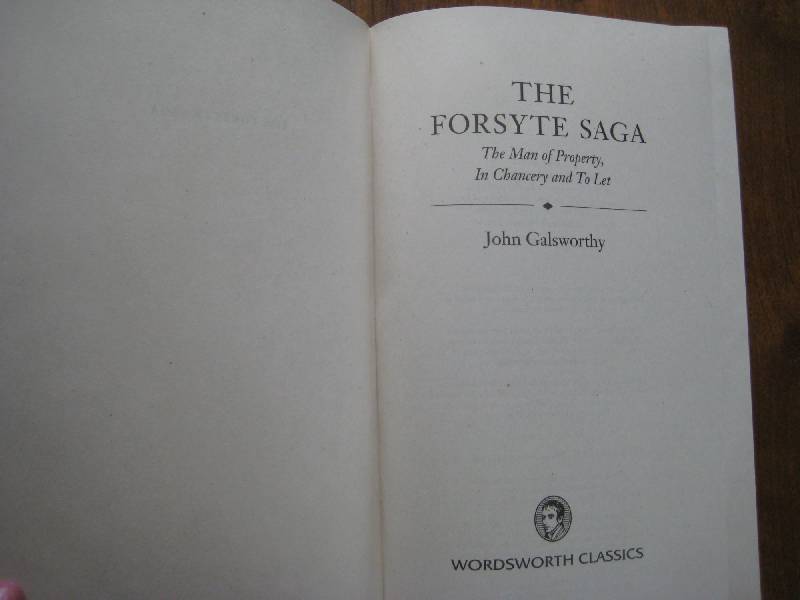 THE
FORSYTE SAGA
The Man of Property,
In Chancery and To Let
John Galsworthy
WORDSWORTH CLASSICS